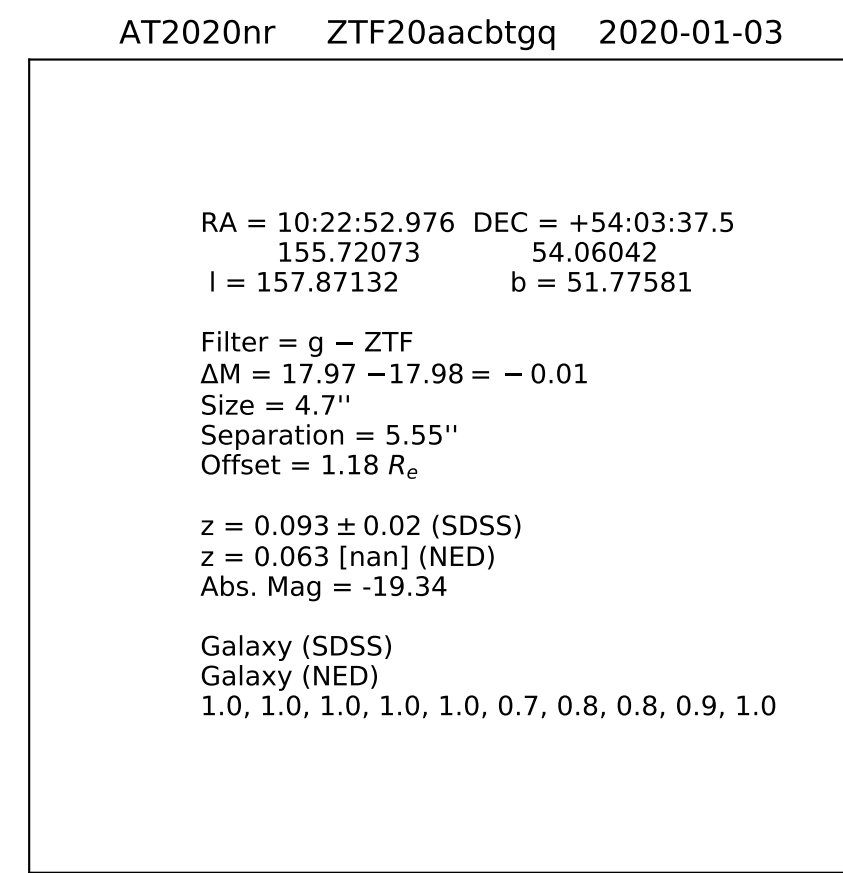 AT2020nr ZTF20aacbtgq 2020-01-03
RA = 10:22:52.976 DEC = +54:03:37.5
155.72073 54.06042
l = 157.87132 b = 51.77581
Filter = g − ZTF
ΔM = 17.97 −17.98 = − 0.01
Size = 4.7''
Separation = 5.55''
Offset = 1.18 Rₑ
z = 0.093 ± 0.02 (SDSS)
z = 0.063 [nan] (NED)
Abs. Mag = -19.34
Galaxy (SDSS)
Galaxy (NED)
1.0, 1.0, 1.0, 1.0, 1.0, 0.7, 0.8, 0.8, 0.9, 1.0